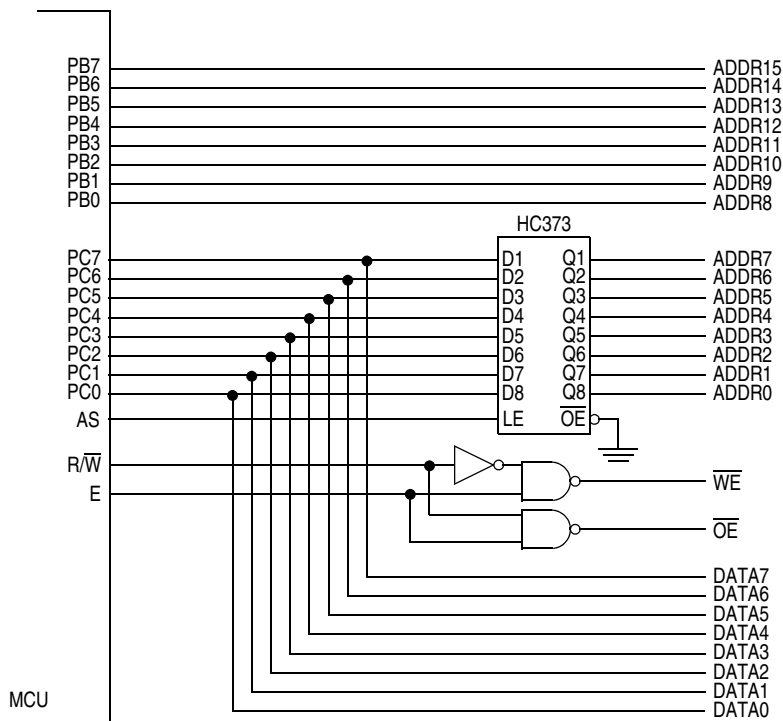 PB7 ADDR15
PB6 ADDR14
PB5 ADDR13
PB4 ADDR12
PB3 ADDR11
PB2 ADDR10
PB1 ADDR9
PB0 ADDR8
HC373
PC7 D1 Q1 ADDR7
PC6 D2 Q2 ADDR6
PC5 D3 Q3 ADDR5
PC4 D4 Q4 ADDR4
PC3 D5 Q5 ADDR3
PC2 D6 Q6 ADDR2
PC1 D7 Q7 ADDR1
PC0 D8 Q8 ADDR0
AS LE O̅E̅
R/W̅
W̅E̅
E
O̅E̅
DATA7
DATA6
DATA5
DATA4
DATA3
DATA2
DATA1
DATA0
MCU